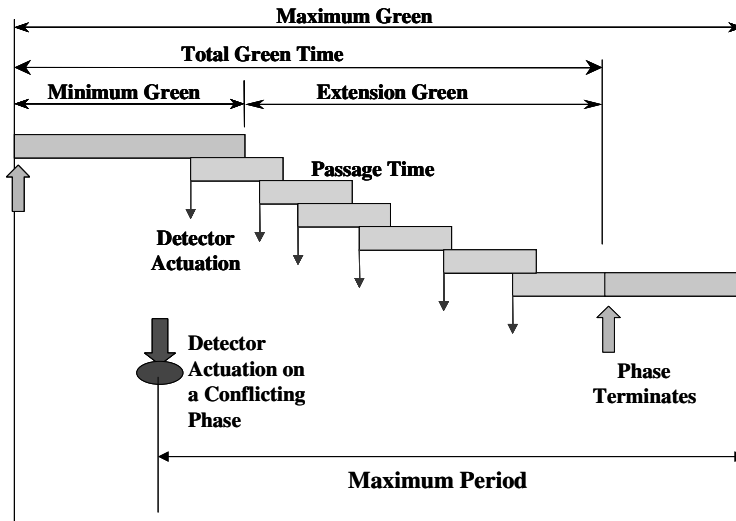 Maximum Green
Total Green Time
Minimum Green
Extension Green
Passage Time
Detector
Actuation
Detector
Actuation on
a Conflicting
Phase
Phase
Terminates
Maximum Period